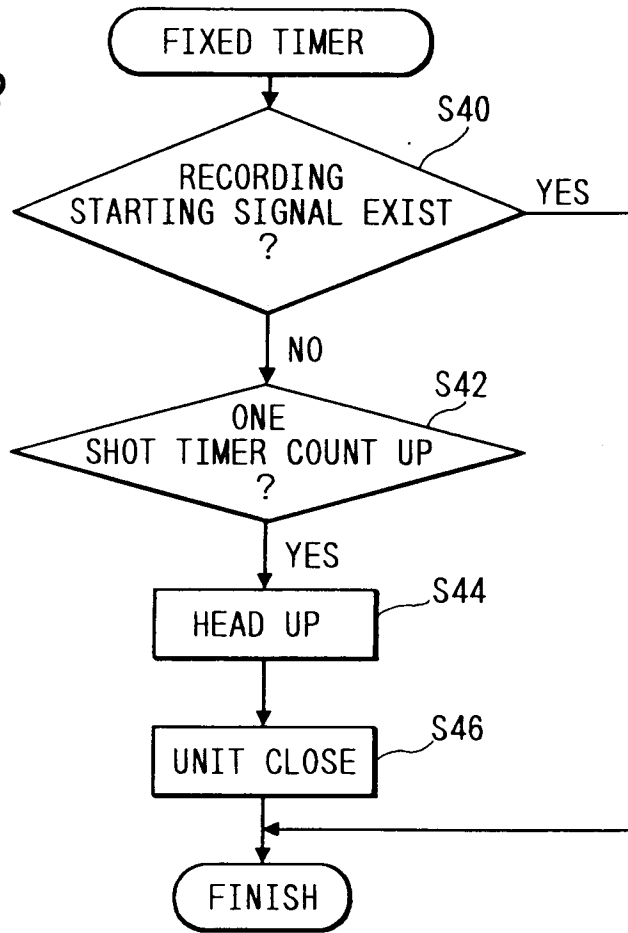 FIXED TIMER
S40
RECORDING
STARTING SIGNAL EXIST
?
YES
NO
S42
ONE
SHOT TIMER COUNT UP
?
YES
S44
HEAD UP
S46
UNIT CLOSE
FINISH